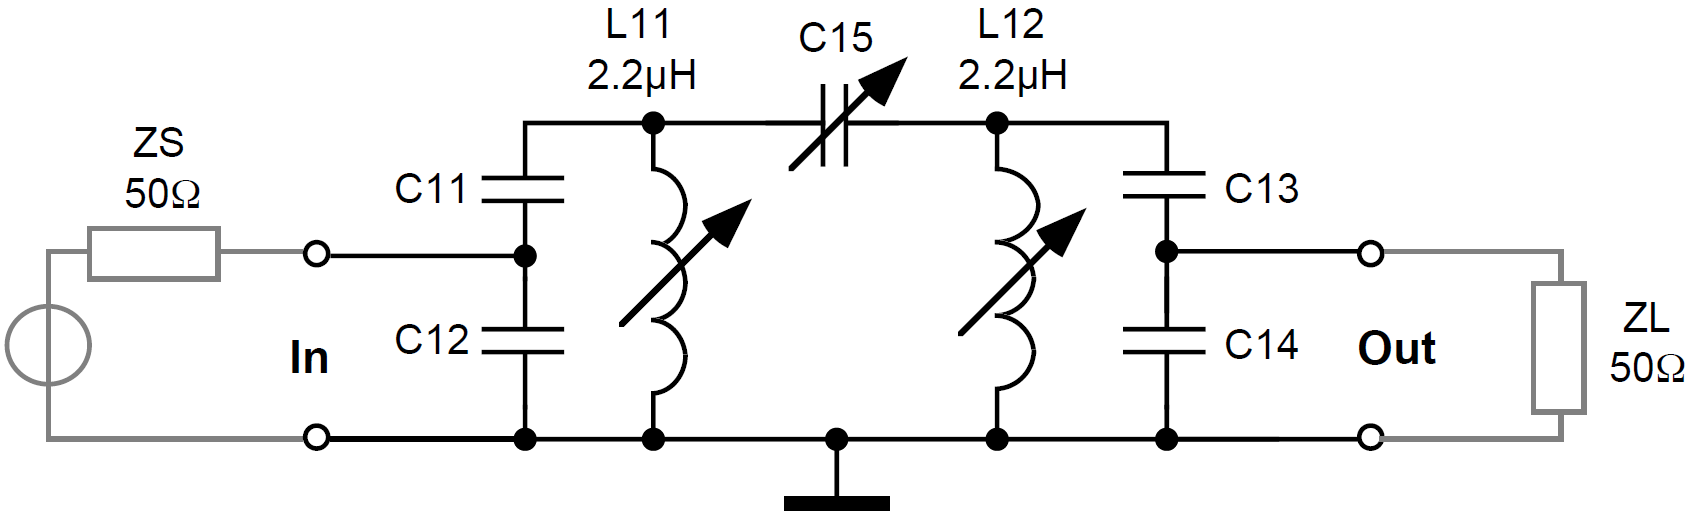 L11
2.2µH
C15
L12
2.2µH
ZS
50Ω
C11
C13
C12
In
C14
Out
ZL
50Ω